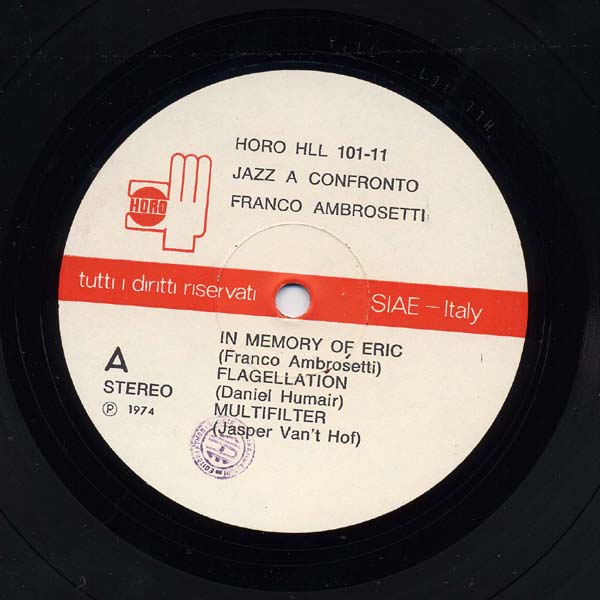 HORO HLL 101-11
JAZZ A CONFRONTO
FRANCO AMBROSETTI
HORO
tutti i diritti riservati
SIAE – Italy
A
STEREO
Ⓟ 1974
IN MEMORY OF ERIC
(Franco Ambrosetti)
FLAGELLATIÓN
(Daniel Humair)
MULTIFILTER
(Jasper Van't Hof)